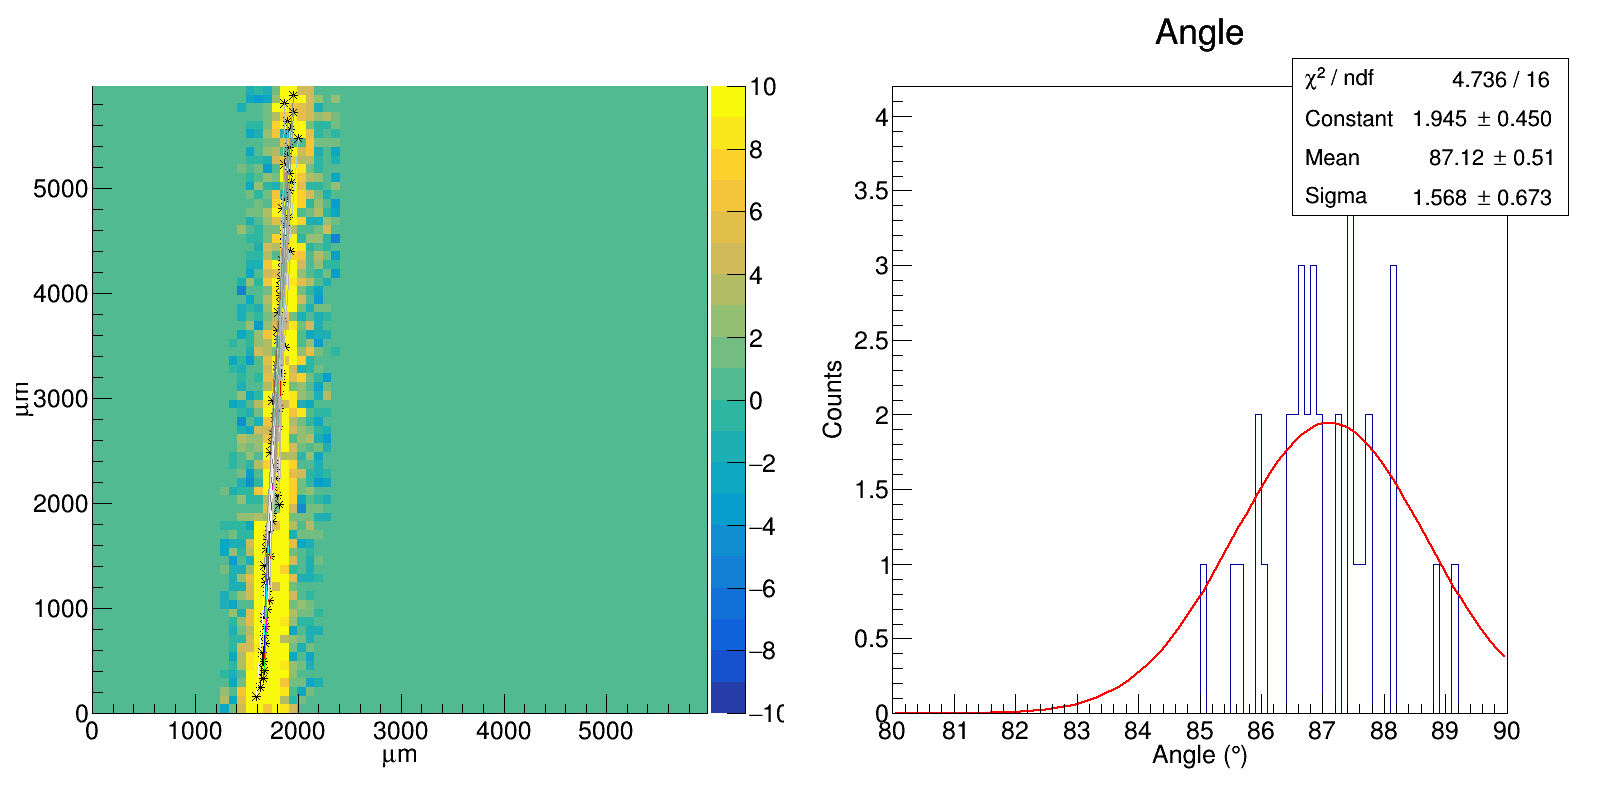 Angle
χ² / ndf 4.736 / 16
Constant 1.945 ± 0.450
Mean 87.12 ± 0.51
Sigma 1.568 ± 0.673
5000
4000
3000
2000
1000
0
μm
0 1000 2000 3000 4000 5000
μm
10
8
6
4
2
0
−2
−4
−6
−8
−10
4
3.5
3
2.5
2
1.5
1
0.5
0
Counts
80 81 82 83 84 85 86 87 88 89 90
Angle (°)